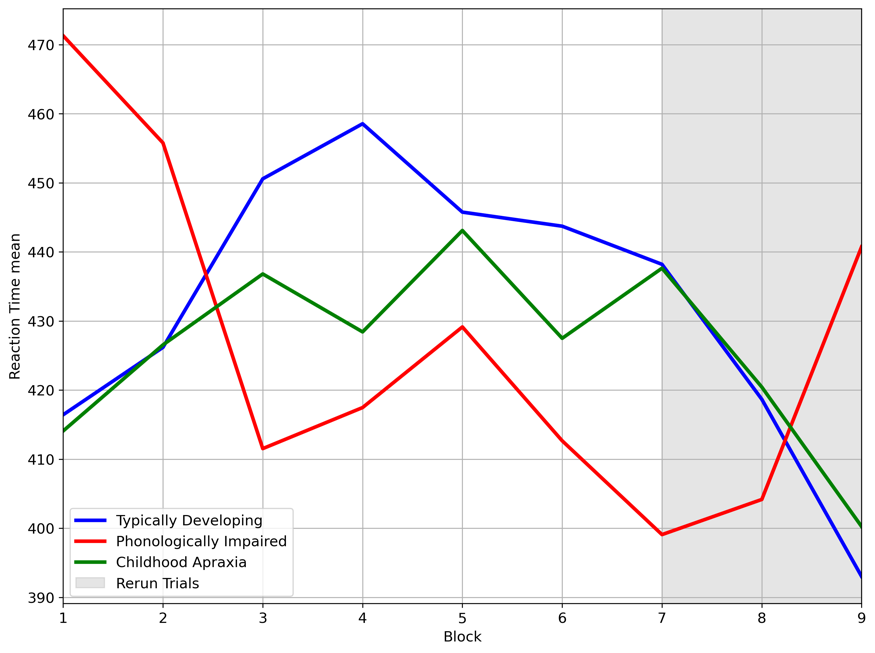 470
460
450
440
430
420
410
400
390
Reaction Time mean
Typically Developing
Phonologically Impaired
Childhood Apraxia
Rerun Trials
1 2 3 4 5 6 7 8 9
Block